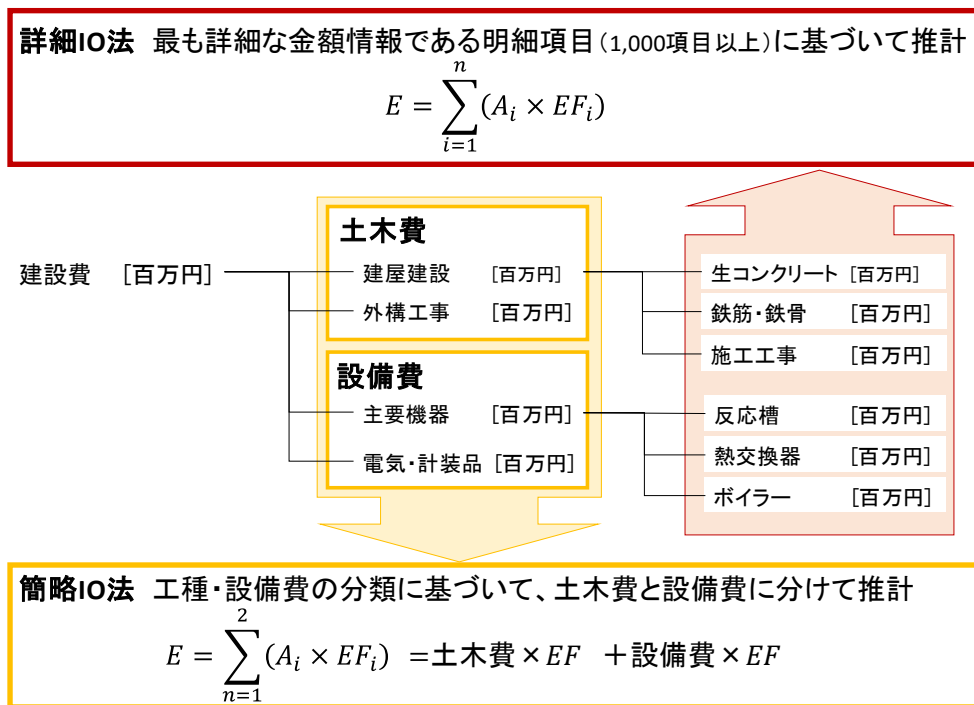 詳細IO法 最も詳細な金額情報である明細項目(1,000項目以上)に基づいて推計
n
E = ∑(A_i × EF_i)
i=1
土木費
建設費 [百万円]
建屋建設 [百万円]
外構工事 [百万円]
設備費
主要機器 [百万円]
電気・計装品 [百万円]
生コンクリート [百万円]
鉄筋・鉄骨 [百万円]
施工工事 [百万円]
反応槽 [百万円]
熱交換器 [百万円]
ボイラー [百万円]
簡略IO法 工種・設備費の分類に基づいて、土木費と設備費に分けて推計
2
E = ∑(A_i × EF_i) =土木費×EF +設備費×EF
n=1